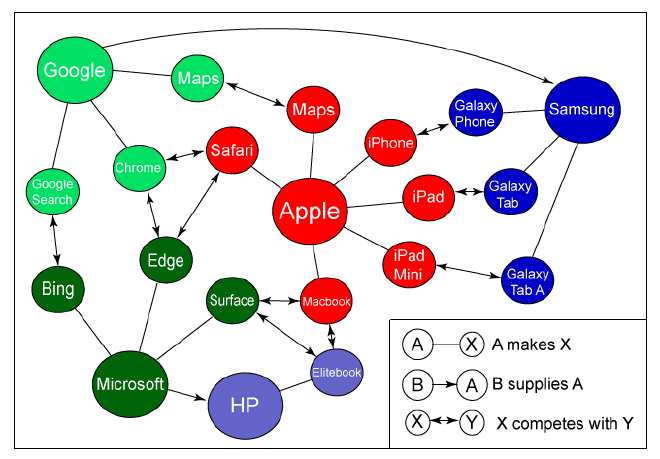 Google
Maps
Maps
Samsung
Galaxy
Phone
iPhone
Safari
Chrome
Google
Search
Apple
iPad
Galaxy
Tab
Edge
iPad
Mini
Galaxy
Tab A
Bing
Surface
Macbook
Microsoft
Elitebook
HP
A X A makes X
B A B supplies A
X Y X competes with Y